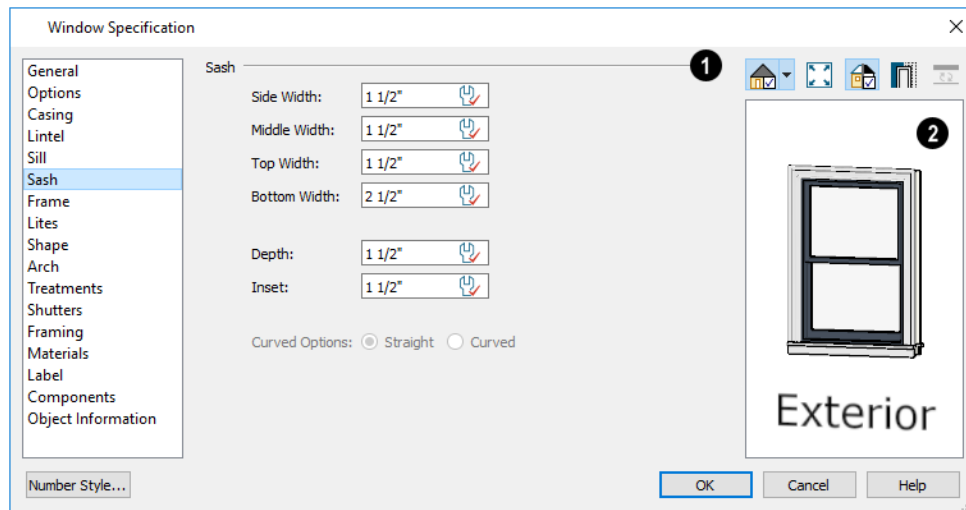 Window Specification
General
Options
Casing
Lintel
Sill
Sash
Frame
Lites
Shape
Arch
Treatments
Shutters
Framing
Materials
Label
Components
Object Information
Sash
Side Width: 1 1/2"
Middle Width: 1 1/2"
Top Width: 1 1/2"
Bottom Width: 2 1/2"
Depth: 1 1/2"
Inset: 1 1/2"
Curved Options: Straight Curved
1
2
Exterior
Number Style...
OK Cancel Help